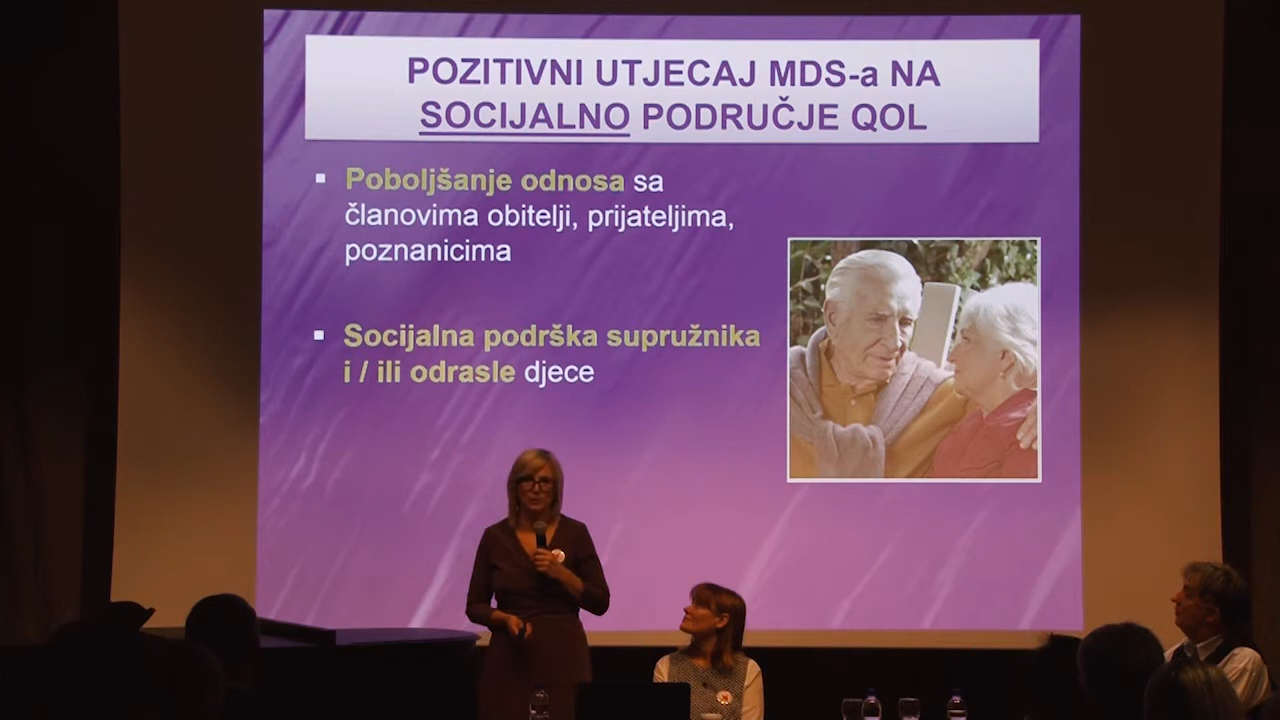 POZITIVNI UTJECAJ MDS-a NA
SOCIJALNO PODRUČJE QOL
Poboljšanje odnosa sa
članovima obitelji, prijateljima,
poznanicima
Socijalna podrška supružnika
i / ili odrasle djece